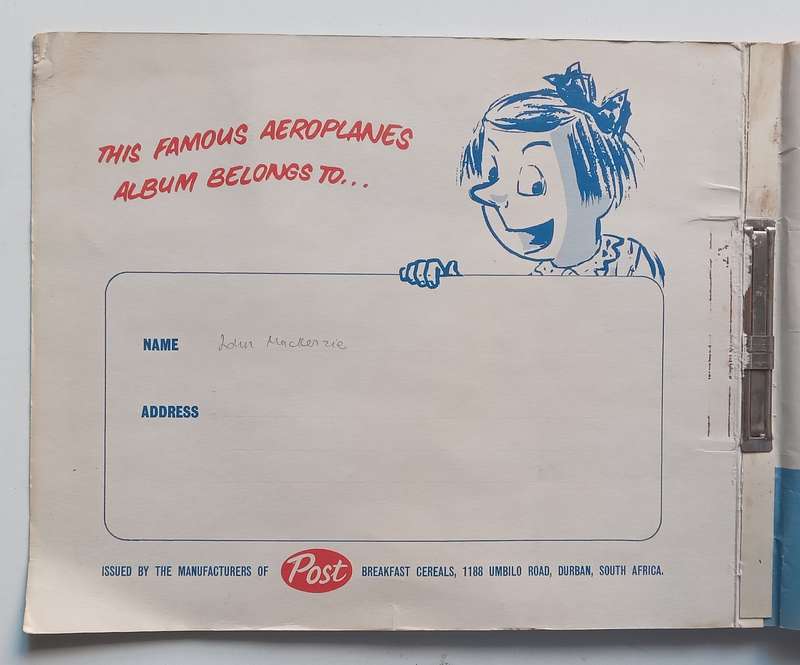 THIS FAMOUS AEROPLANES
ALBUM BELONGS TO...
NAME John MacKenzie
ADDRESS
ISSUED BY THE MANUFACTURERS OF Post BREAKFAST CEREALS, 1188 UMBILO ROAD, DURBAN, SOUTH AFRICA.